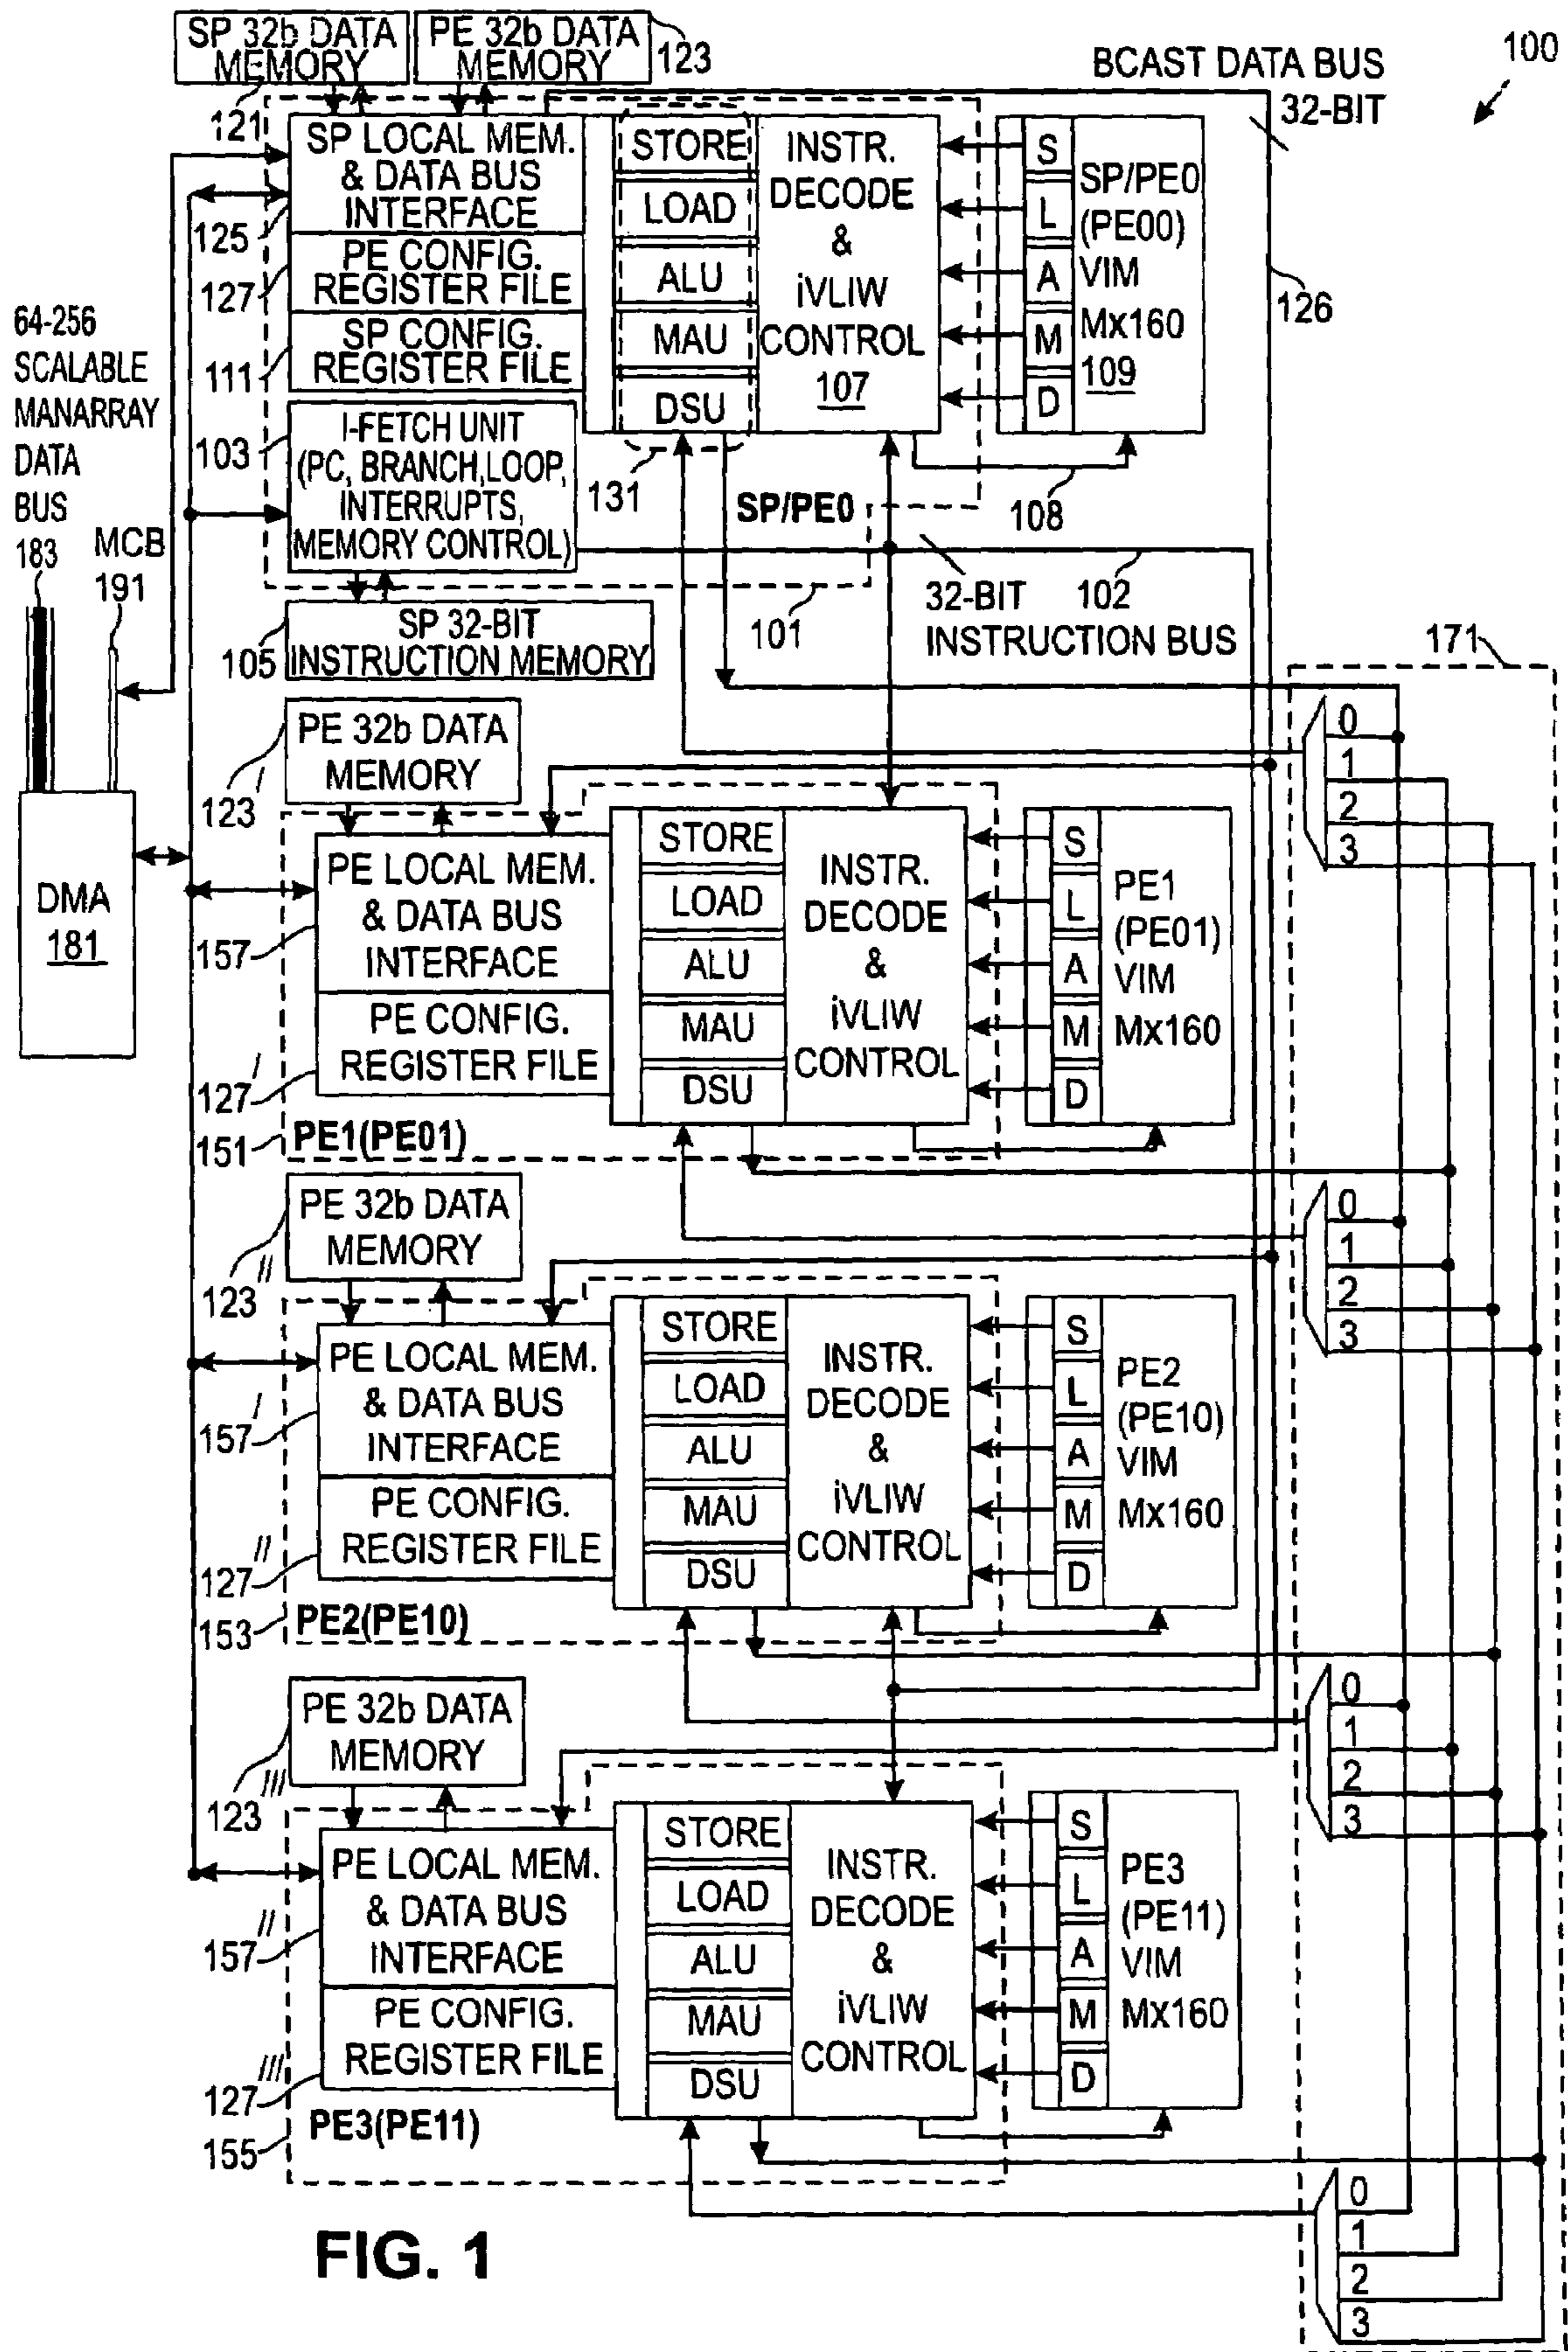 SP 32b DATA
MEMORY
PE 32b DATA
MEMORY
123
BCAST DATA BUS
32-BIT
100
121
SP LOCAL MEM.
& DATA BUS
INTERFACE
125
PE CONFIG.
REGISTER FILE
127
SP CONFIG.
REGISTER FILE
111
STORE
LOAD
ALU
MAU
DSU
INSTR.
DECODE
&
iVLIW
CONTROL
107
S
L
A
M
D
SP/PE0
(PE00)
VIM
Mx160
109
126
64-256
SCALABLE
MANARRAY
DATA
BUS
183
MCB
191
103
I-FETCH UNIT
(PC, BRANCH,LOOP,
INTERRUPTS,
MEMORY CONTROL)
131
SP/PE0
108
32-BIT
INSTRUCTION BUS
102
101
105
SP 32-BIT
INSTRUCTION MEMORY
171
PE 32b DATA
MEMORY
123'
0
1
2
3
DMA
181
PE LOCAL MEM.
& DATA BUS
INTERFACE
157
PE CONFIG.
REGISTER FILE
127'
STORE
LOAD
ALU
MAU
DSU
INSTR.
DECODE
&
iVLIW
CONTROL
S
L
A
M
D
PE1
(PE01)
VIM
Mx160
151
PE1(PE01)
PE 32b DATA
MEMORY
123''
0
1
2
3
PE LOCAL MEM.
& DATA BUS
INTERFACE
157'
PE CONFIG.
REGISTER FILE
127''
STORE
LOAD
ALU
MAU
DSU
INSTR.
DECODE
&
iVLIW
CONTROL
S
L
A
M
D
PE2
(PE10)
VIM
Mx160
153
PE2(PE10)
PE 32b DATA
MEMORY
123'''
0
1
2
3
PE LOCAL MEM.
& DATA BUS
INTERFACE
157''
PE CONFIG.
REGISTER FILE
127'''
STORE
LOAD
ALU
MAU
DSU
INSTR.
DECODE
&
iVLIW
CONTROL
S
L
A
M
D
PE3
(PE11)
VIM
Mx160
155
PE3(PE11)
0
1
2
3
FIG. 1